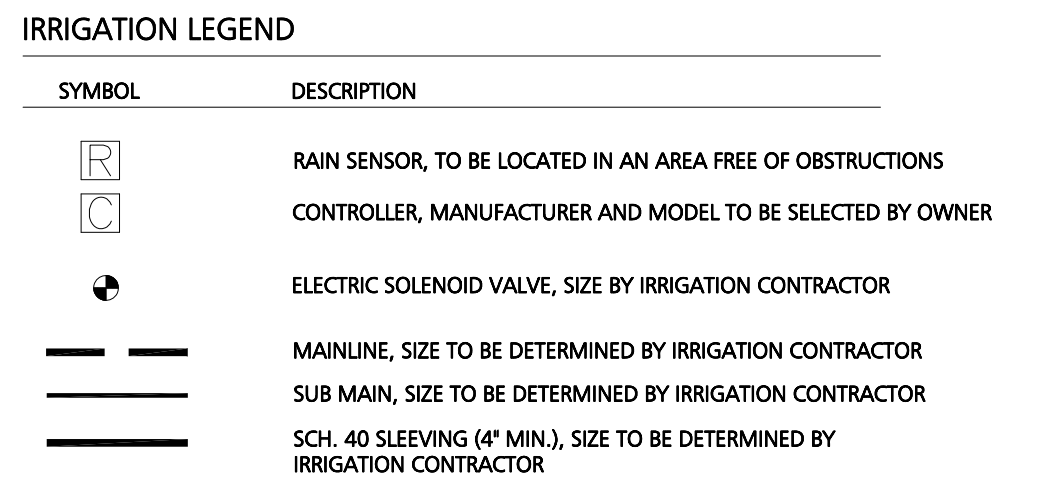 IRRIGATION LEGEND
SYMBOL DESCRIPTION
R RAIN SENSOR, TO BE LOCATED IN AN AREA FREE OF OBSTRUCTIONS
C CONTROLLER, MANUFACTURER AND MODEL TO BE SELECTED BY OWNER
ELECTRIC SOLENOID VALVE, SIZE BY IRRIGATION CONTRACTOR
MAINLINE, SIZE TO BE DETERMINED BY IRRIGATION CONTRACTOR
SUB MAIN, SIZE TO BE DETERMINED BY IRRIGATION CONTRACTOR
SCH. 40 SLEEVING (4" MIN.), SIZE TO BE DETERMINED BY
IRRIGATION CONTRACTOR